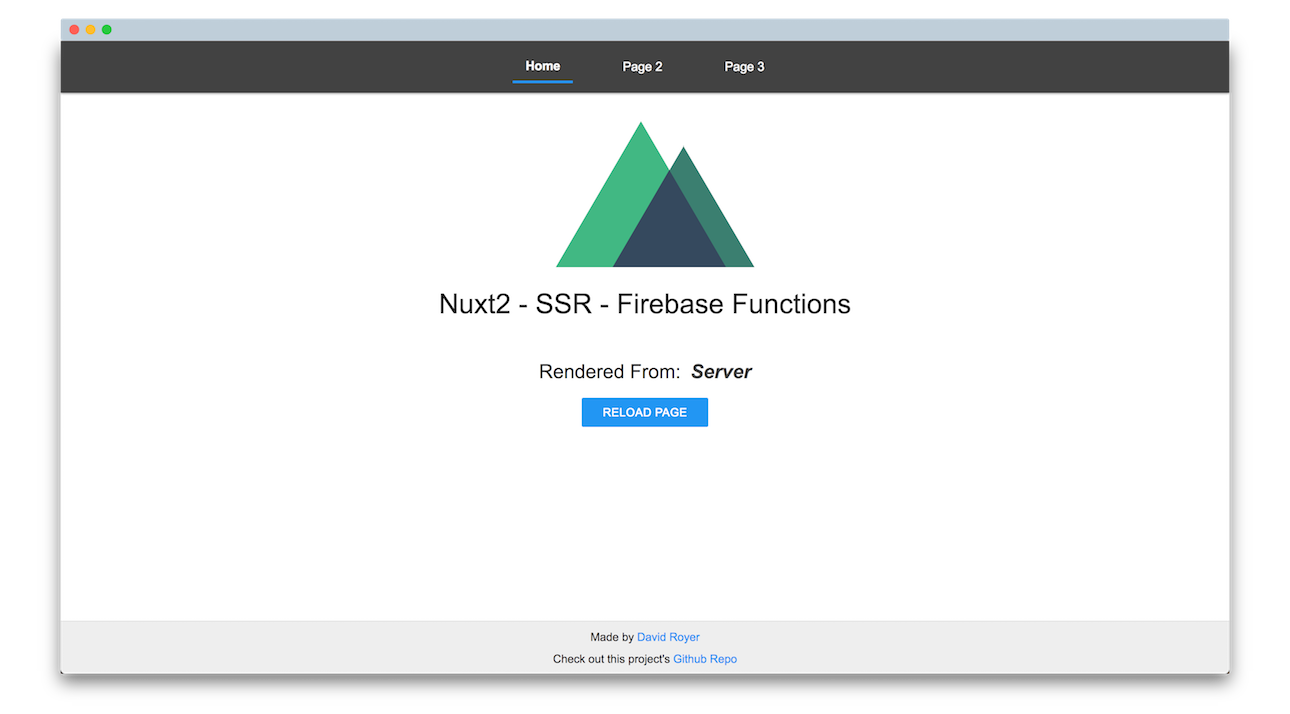 Home Page 2 Page 3
Nuxt2 - SSR - Firebase Functions
Rendered From: Server
RELOAD PAGE
Made by David Royer
Check out this project's Github Repo